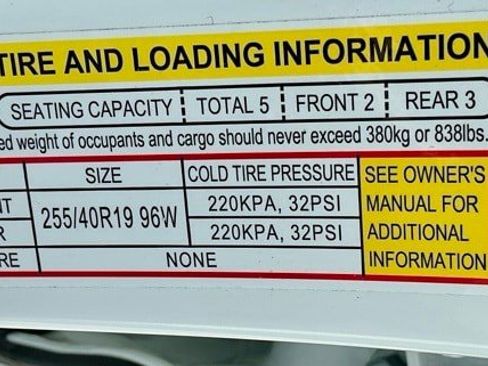 TIRE AND LOADING INFORMATION
SEATING CAPACITY TOTAL 5 FRONT 2 REAR 3
ed weight of occupants and cargo should never exceed 380kg or 838lbs.
SIZE COLD TIRE PRESSURE SEE OWNER'S
NT 255/40R19 96W 220KPA, 32PSI MANUAL FOR
R 220KPA, 32PSI ADDITIONAL
RE NONE INFORMATION